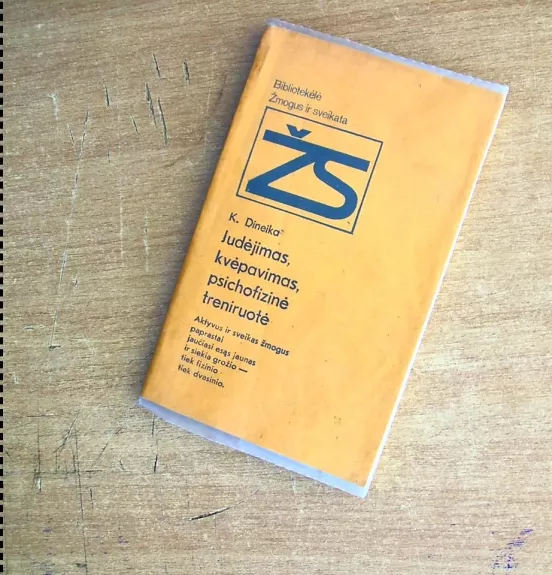 Bibliotekėlė
Žmogus ir sveikata
ŽS
K. Dineika
Judėjimas,
kvėpavimas,
psichofizinė
treniruotė
Aktyvus ir sveikas žmogus
paprastai
jaučiasi esąs jaunas
ir siekia grožio —
tiek fizinio
tiek dvasinio.